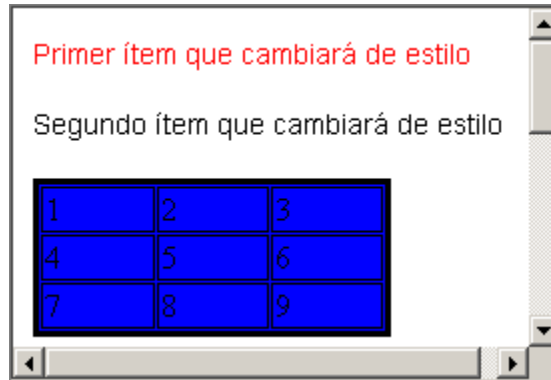 Primer ítem que cambiará de estilo
Segundo ítem que cambiará de estilo
1 2 3
4 5 6
7 8 9